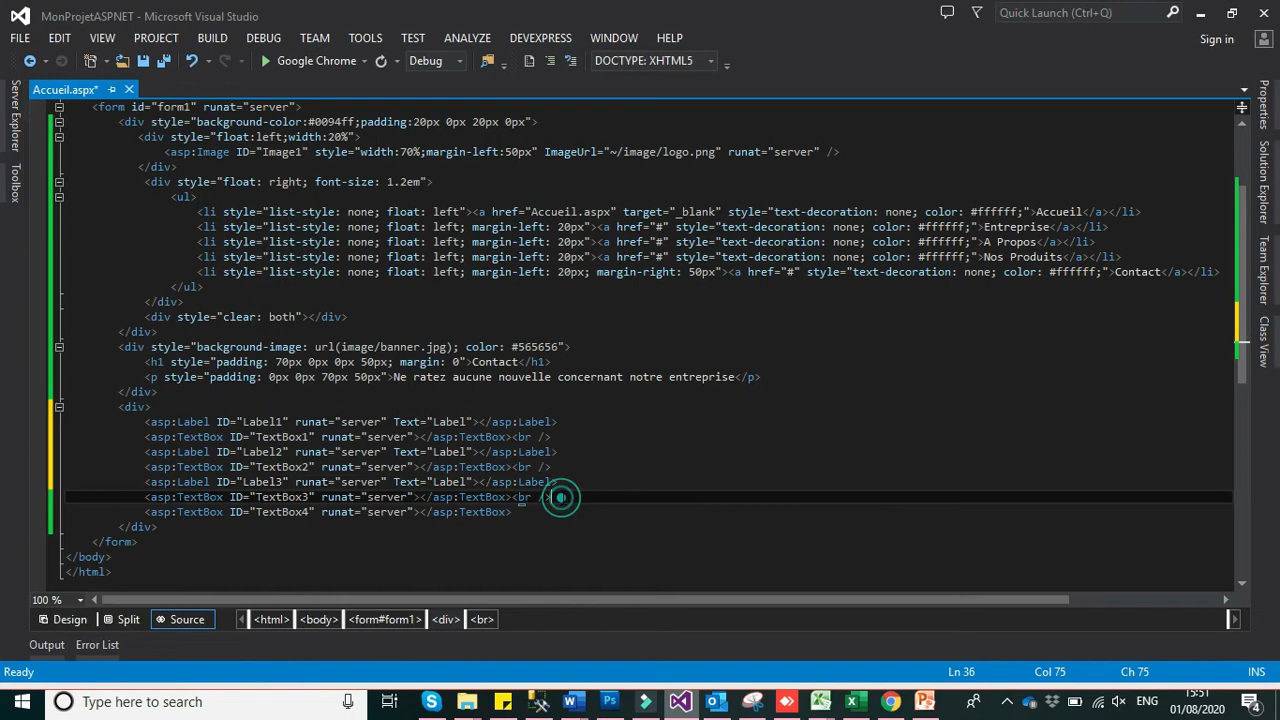 MonProjetASPNET - Microsoft Visual Studio
Quick Launch (Ctrl+Q)
FILE EDIT VIEW PROJECT BUILD DEBUG TEAM TOOLS TEST ANALYZE DEVEXPRESS WINDOW HELP
Sign in
Google Chrome Debug DOCTYPE: XHTML5
Accueil.aspx*
Server Explorer
Toolbox
Properties
Solution Explorer
Team Explorer
Class View
<form id="form1" runat="server">
<div style="background-color:#0094ff;padding:20px 0px 20px 0px">
<div style="float:left;width:20%">
<asp:Image ID="Image1" style="width:70%;margin-left:50px" ImageUrl="~/image/logo.png" runat="server" />
</div>
<div style="float: right; font-size: 1.2em">
<ul>
<li style="list-style: none; float: left"><a href="Accueil.aspx" target="_blank" style="text-decoration: none; color: #ffffff;">Accueil</a></li>
<li style="list-style: none; float: left; margin-left: 20px"><a href="#" style="text-decoration: none; color: #ffffff;">Entreprise</a></li>
<li style="list-style: none; float: left; margin-left: 20px"><a href="#" style="text-decoration: none; color: #ffffff;">A Propos</a></li>
<li style="list-style: none; float: left; margin-left: 20px"><a href="#" style="text-decoration: none; color: #ffffff;">Nos Produits</a></li>
<li style="list-style: none; float: left; margin-left: 20px; margin-right: 50px"><a href="#" style="text-decoration: none; color: #ffffff;">Contact</a></li>
</ul>
</div>
<div style="clear: both"></div>
</div>
<div style="background-image: url(image/banner.jpg); color: #565656">
<h1 style="padding: 70px 0px 0px 50px; margin: 0">Contact</h1>
<p style="padding: 0px 0px 70px 50px">Ne ratez aucune nouvelle concernant notre entreprise</p>
</div>
<div>
<asp:Label ID="Label1" runat="server" Text="Label"></asp:Label>
<asp:TextBox ID="TextBox1" runat="server"></asp:TextBox><br />
<asp:Label ID="Label2" runat="server" Text="Label"></asp:Label>
<asp:TextBox ID="TextBox2" runat="server"></asp:TextBox><br />
<asp:Label ID="Label3" runat="server" Text="Label"></asp:Label>
<asp:TextBox ID="TextBox3" runat="server"></asp:TextBox><br />
<asp:TextBox ID="TextBox4" runat="server"></asp:TextBox>
</div>
</form>
</body>
</html>
100 %
Design Split Source <html> <body> <form#form1> <div> <br>
Output Error List
Ready Ln 36 Col 75 Ch 75 INS
Type here to search
ENG
15:51
01/08/2020
4